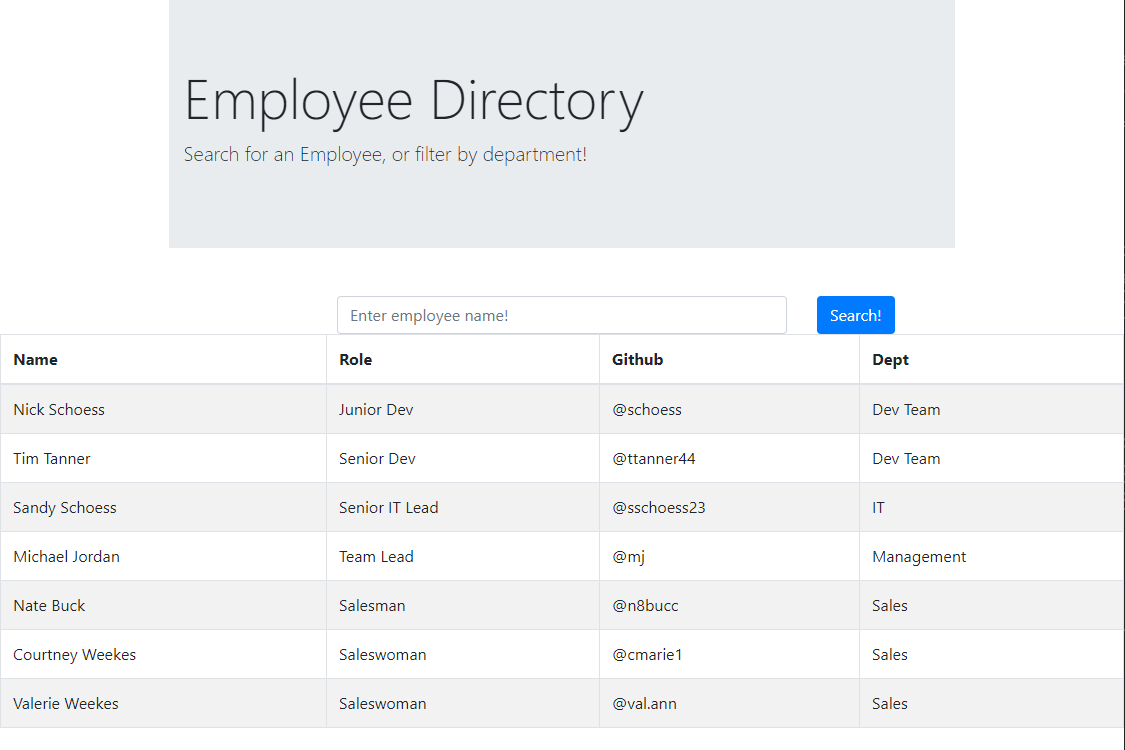 Employee Directory
Search for an Employee, or filter by department!
Enter employee name! Search!
Name Role Github Dept
Nick Schoess Junior Dev @schoess Dev Team
Tim Tanner Senior Dev @ttanner44 Dev Team
Sandy Schoess Senior IT Lead @sschoess23 IT
Michael Jordan Team Lead @mj Management
Nate Buck Salesman @n8bucc Sales
Courtney Weekes Saleswoman @cmarie1 Sales
Valerie Weekes Saleswoman @val.ann Sales